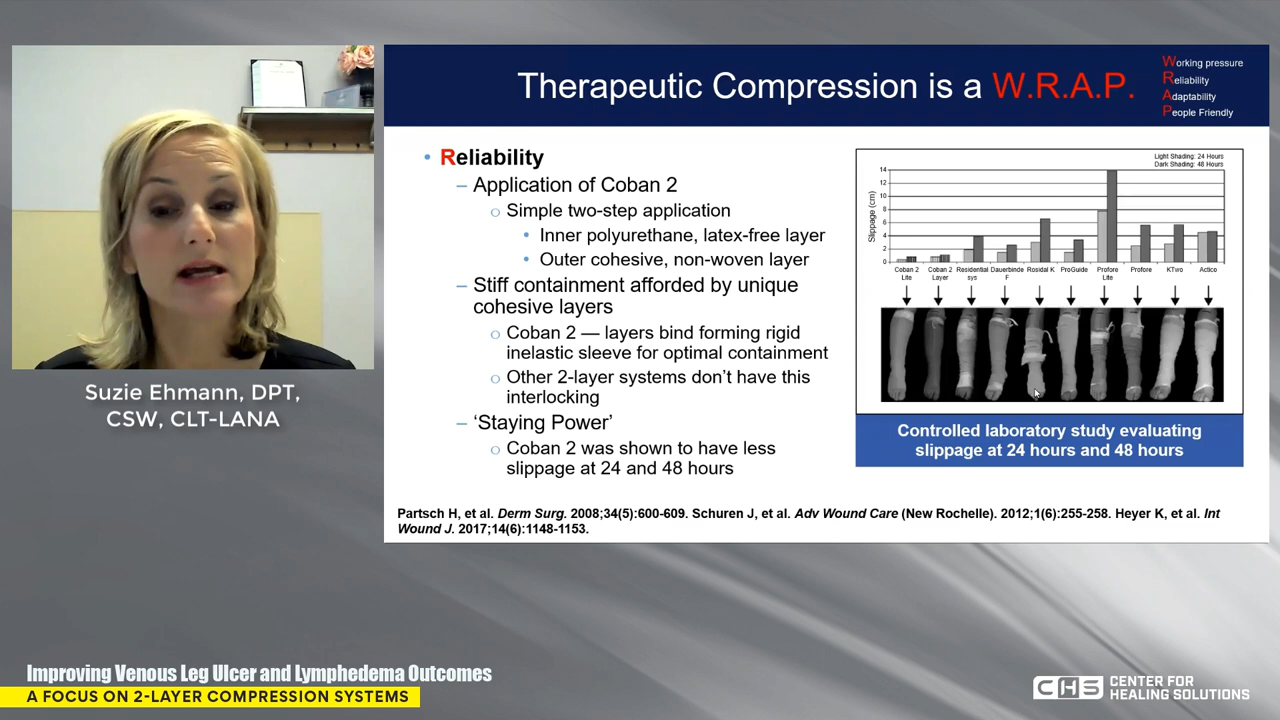 Therapeutic Compression is a W.R.A.P.
Working pressure
Reliability
Adaptability
People Friendly
• Reliability
– Application of Coban 2
o Simple two-step application
• Inner polyurethane, latex-free layer
• Outer cohesive, non-woven layer
– Stiff containment afforded by unique
cohesive layers
o Coban 2 — layers bind forming rigid
inelastic sleeve for optimal containment
o Other 2-layer systems don’t have this
interlocking
– ‘Staying Power’
o Coban 2 was shown to have less
slippage at 24 and 48 hours
Light Shading: 24 Hours
Dark Shading: 48 Hours
Slippage (cm)
14
12
10
8
6
4
2
0
Coban 2 Lite
Coban 2 Layer
Residential sys
Dauerbinde F
Rosidal K
ProGuide
Profore Lite
Profore
KTwo
Actico
Controlled laboratory study evaluating
slippage at 24 hours and 48 hours
Partsch H, et al. Derm Surg. 2008;34(5):600-609. Schuren J, et al. Adv Wound Care (New Rochelle). 2012;1(6):255-258. Heyer K, et al. Int
Wound J. 2017;14(6):1148-1153.
Suzie Ehmann, DPT,
CSW, CLT-LANA
Improving Venous Leg Ulcer and Lymphedema Outcomes
A FOCUS ON 2-LAYER COMPRESSION SYSTEMS
CHS CENTER FOR
HEALING SOLUTIONS